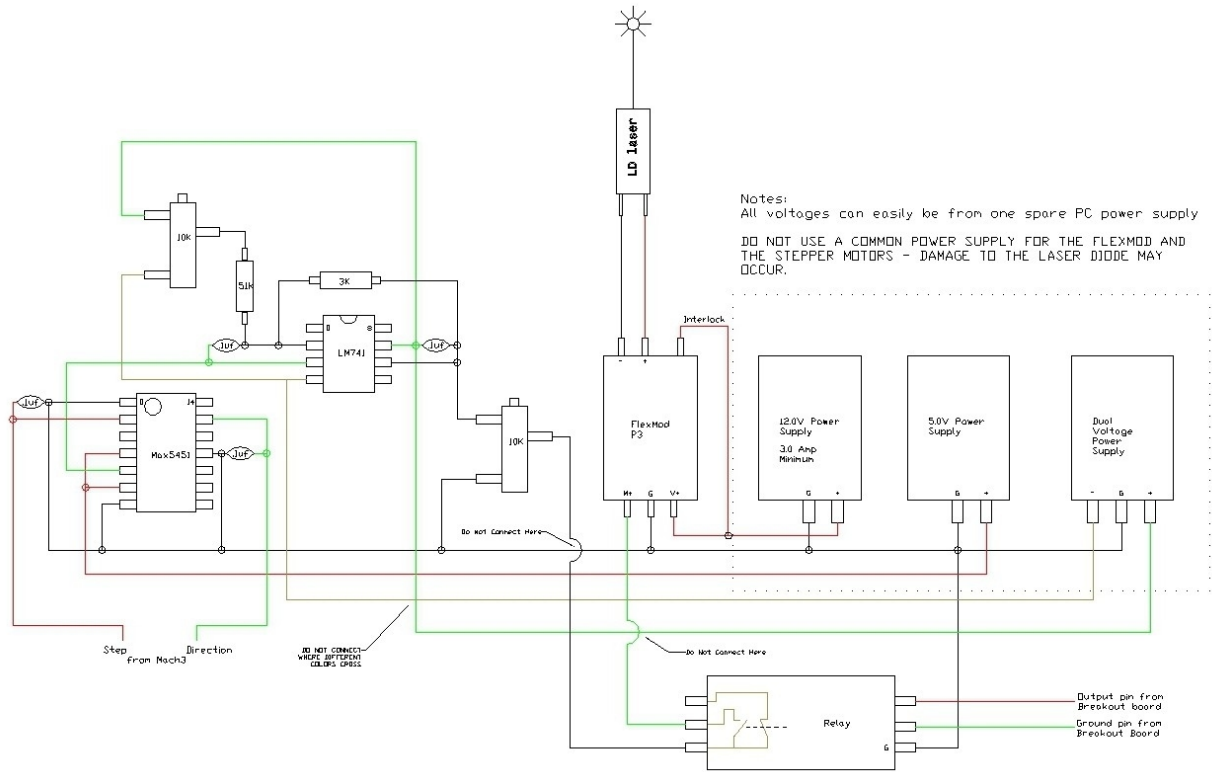 LD laser
Notes:
All voltages can easily be from one spare PC power supply
DO NOT USE A COMMON POWER SUPPLY FOR THE FLEXMOD AND
THE STEPPER MOTORS - DAMAGE TO THE LASER DIODE MAY
OCCUR.
10k
51k
3K
.1uf
LM741
8
.1uf
Interlock
.1uf
14
Max5451
.1uf
10K
- +
FlexMod
P3
M+ G V+
12.0V Power
Supply
3.0 Amp
Minimum
G +
5.0V Power
Supply
G +
Dual
Voltage
Power
Supply
- G +
Do not Connect Here
Step
Direction
from Mach3
DO NOT CONNECT
WHERE DIFFERENT
COLORS CROSS
Do Not Connect Here
Relay
G
Output pin from
Breakout board
Ground pin from
Breakout Board